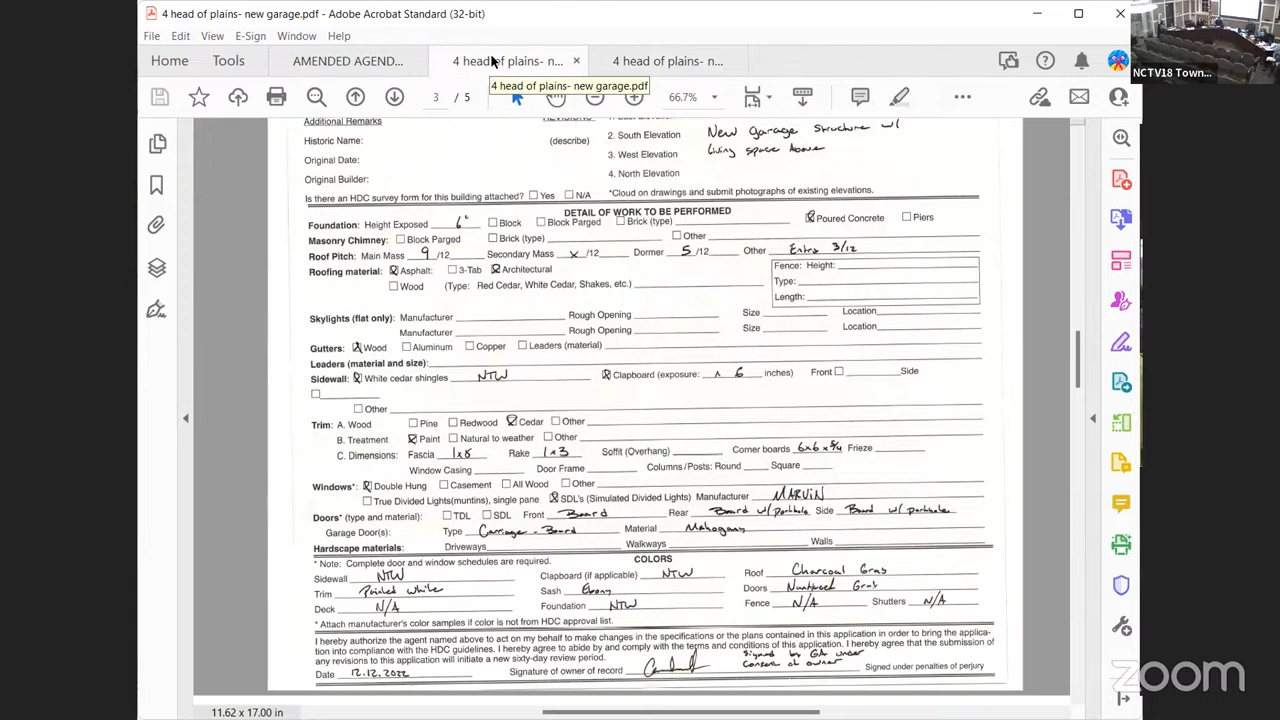 4 head of plains- new garage.pdf - Adobe Acrobat Standard (32-bit)
File Edit View E-Sign Window Help
Home Tools AMENDED AGEND... 4 head of plains- n... × 4 head of plains- n...
4 head of plains- new garage.pdf
3 / 5 66.7%
NCTV18 Town...
Additional Remarks
Historic Name:
(describe)
Original Date:
Original Builder:
2. South Elevation
3. West Elevation
4. North Elevation
New Garage Structure w/
Living space Above
Is there an HDC survey form for this building attached? Yes N/A *Cloud on drawings and submit photographs of existing elevations.
DETAIL OF WORK TO BE PERFORMED
Foundation: Height Exposed 6" Block Block Parged Brick (type) Poured Concrete Piers
Masonry Chimney: Block Parged Brick (type) Other
Roof Pitch: Main Mass 9 /12 Secondary Mass x /12 Dormer 5 /12 Other Entry 3/12
Roofing material: Asphalt: 3-Tab Architectural
Wood (Type: Red Cedar, White Cedar, Shakes, etc.)
Fence: Height:
Type:
Length:
Skylights (flat only): Manufacturer Rough Opening Size Location
Manufacturer Rough Opening Size Location
Gutters: Wood Aluminum Copper Leaders (material)
Leaders (material and size):
Sidewall: White cedar shingles NTW Clapboard (exposure: 6 inches) Front Side
Other
Trim: A. Wood Pine Redwood Cedar Other
B. Treatment Paint Natural to weather Other
C. Dimensions: Fascia 1x8 Rake 1x3 Soffit (Overhang) Corner boards 6x6x5/4 Frieze
Window Casing Door Frame Columns/Posts: Round Square
Windows*: Double Hung Casement All Wood Other
True Divided Lights(muntins), single pane SDL's (Simulated Divided Lights) Manufacturer MARVIN
Doors* (type and material): TDL SDL Front Board Rear Board w/porthole Side Board w/ porthole
Garage Door(s): Type Carriage - Board Material Mahogany
Hardscape materials: Driveways Walkways Walls
* Note: Complete door and window schedules are required.
COLORS
Sidewall NTW Clapboard (if applicable) NTW Roof Charcoal Gray
Trim Painted White Sash Ebony Doors Nantucket Gray
Deck N/A Foundation NTW Fence N/A Shutters N/A
* Attach manufacturer's color samples if color is not from HDC approval list.
I hereby authorize the agent named above to act on my behalf to make changes in the specifications or the plans contained in this application in order to bring the applica-
tion into compliance with the HDC guidelines. I hereby agree to abide by and comply with the terms and conditions of this application. I hereby agree that the submission of
any revisions to this application will initiate a new sixty-day review period.
Signed by GA under
Consent of owner
Date 12.12.2022 Signature of owner of record Signed under penalties of perjury
11.62 x 17.00 in
zoom